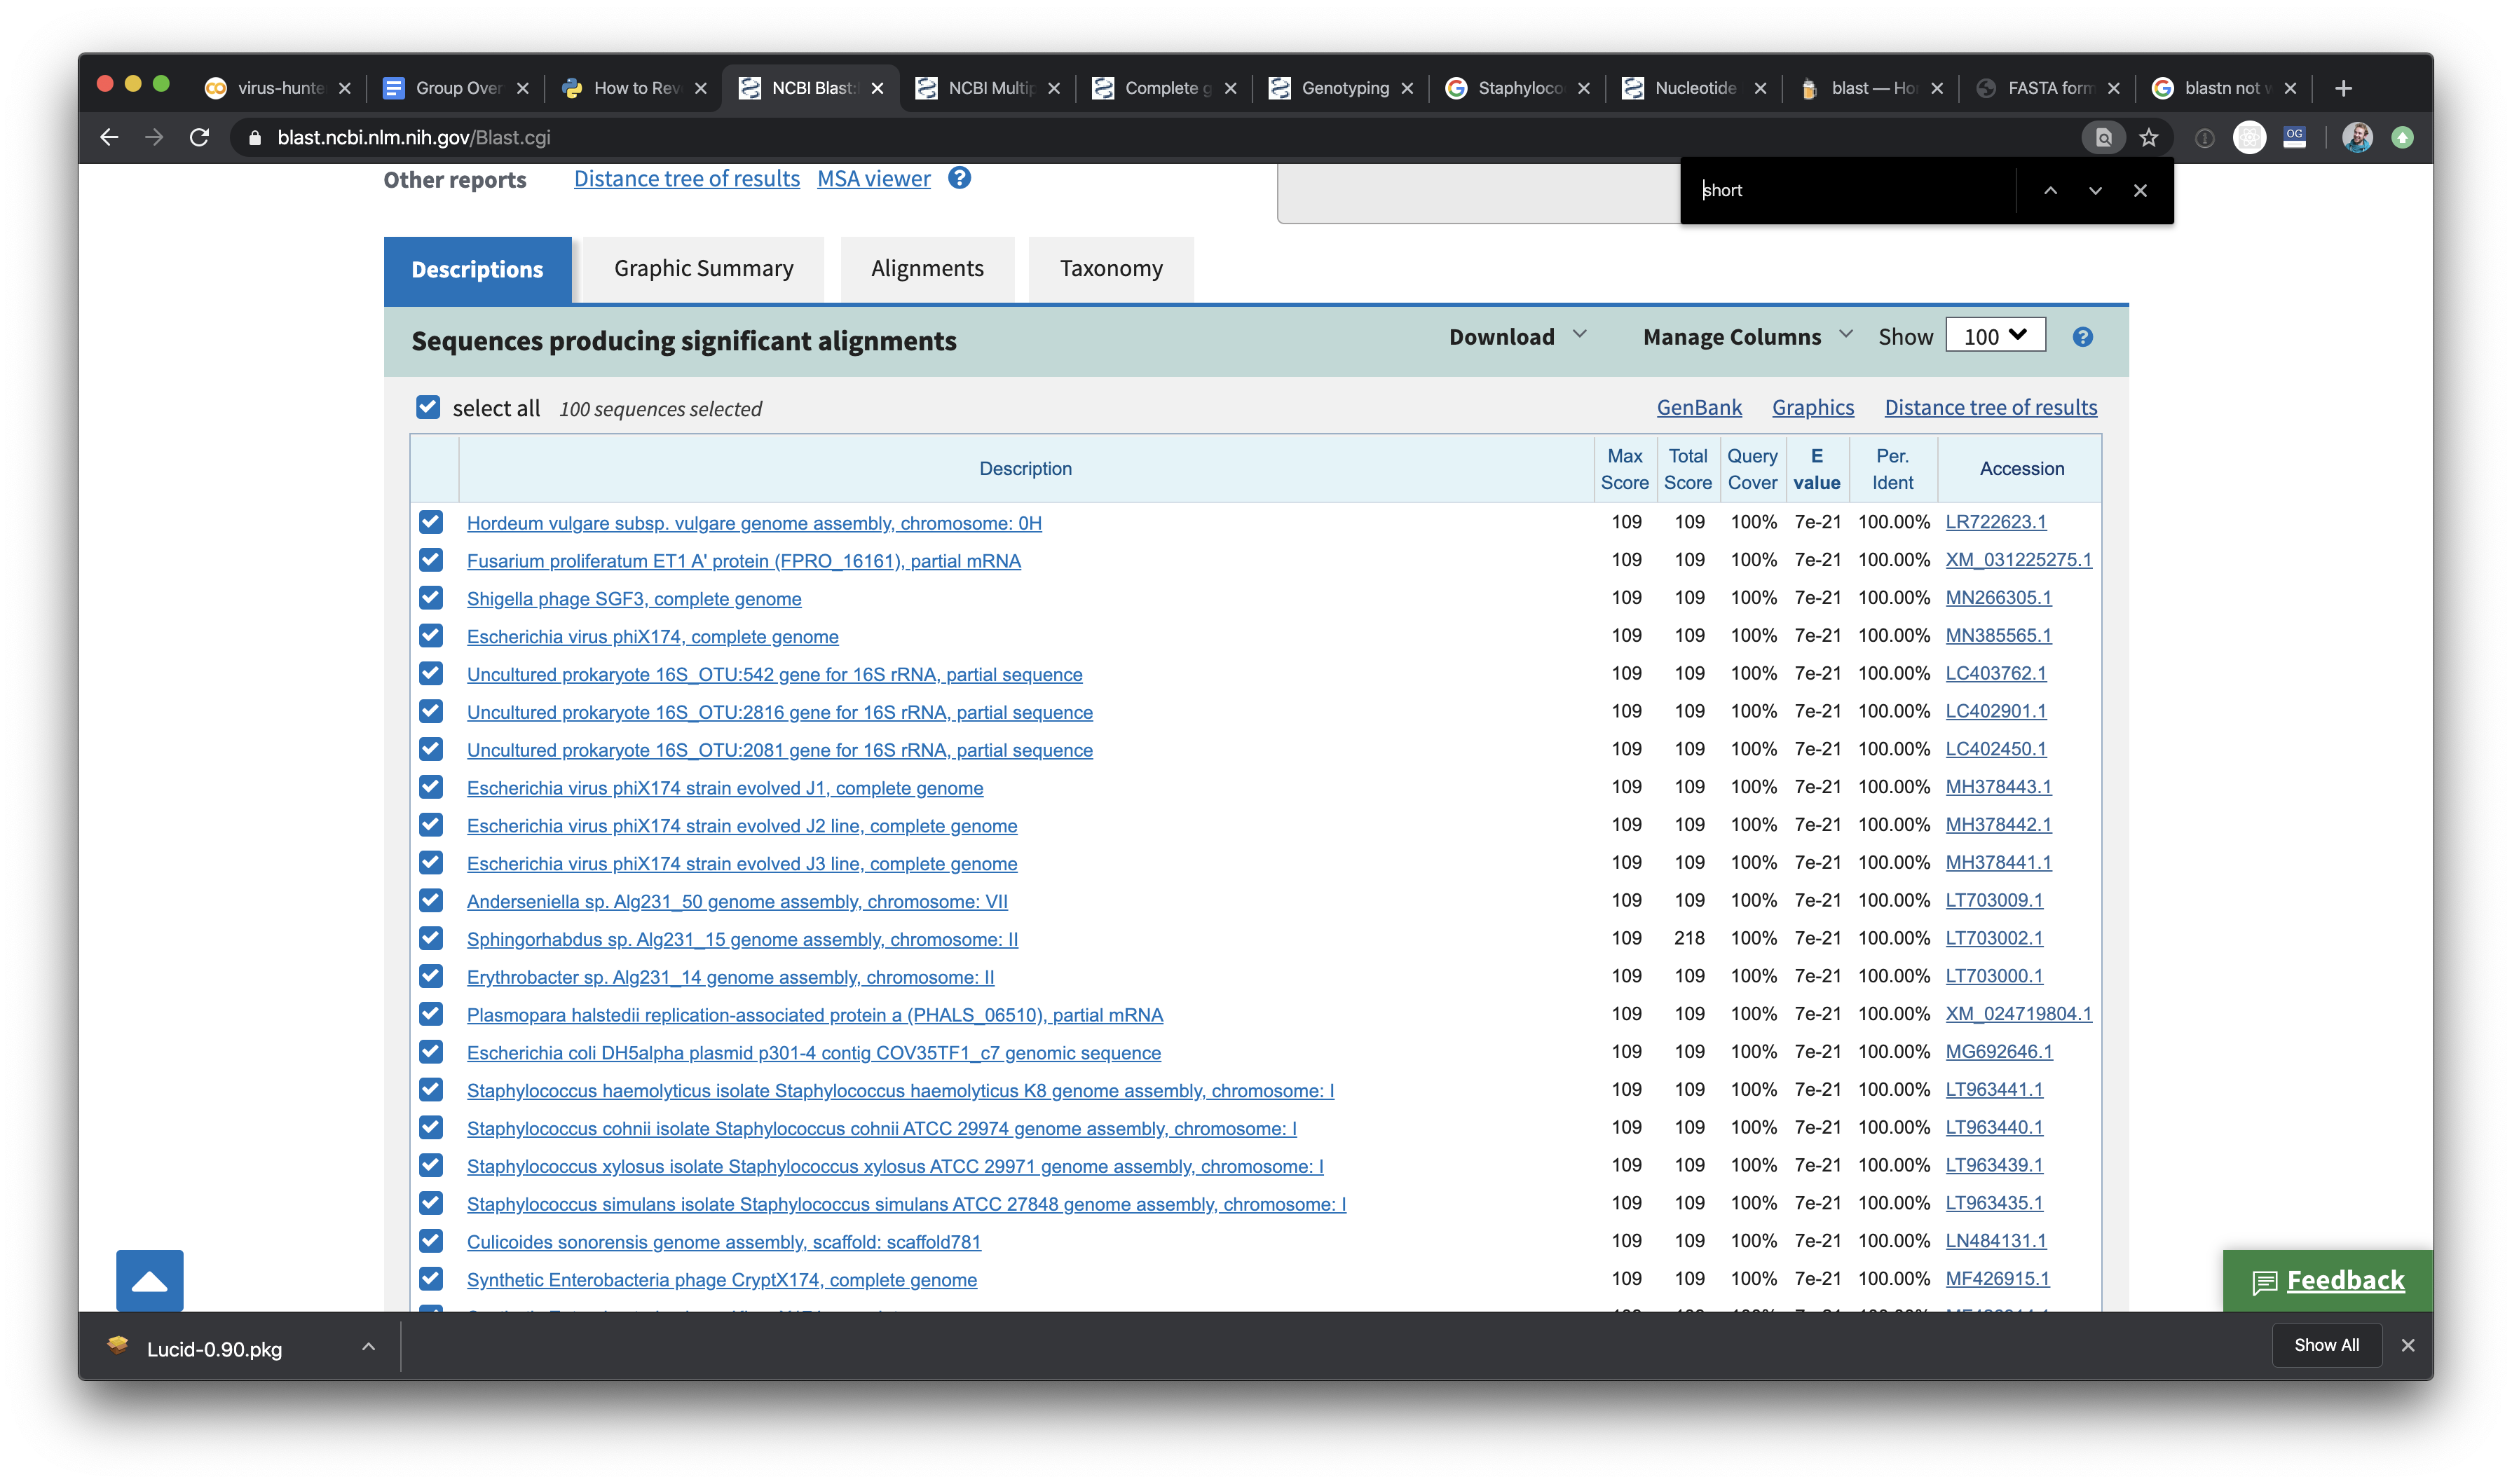 virus-hunte
Group Over
How to Rev
NCBI Blast:
NCBI Multip
Complete g
Genotyping
Staphyloco
Nucleotide
blast — Ho
FASTA form
blastn not w
blast.ncbi.nlm.nih.gov/Blast.cgi
OG
short
Other reports Distance tree of results MSA viewer ?
Descriptions Graphic Summary Alignments Taxonomy
Sequences producing significant alignments Download Manage Columns Show 100 ?
select all 100 sequences selected GenBank Graphics Distance tree of results
Description Max Score Total Score Query Cover E value Per. Ident Accession
Hordeum vulgare subsp. vulgare genome assembly, chromosome: 0H 109 109 100% 7e-21 100.00% LR722623.1
Fusarium proliferatum ET1 A' protein (FPRO_16161), partial mRNA 109 109 100% 7e-21 100.00% XM_031225275.1
Shigella phage SGF3, complete genome 109 109 100% 7e-21 100.00% MN266305.1
Escherichia virus phiX174, complete genome 109 109 100% 7e-21 100.00% MN385565.1
Uncultured prokaryote 16S_OTU:542 gene for 16S rRNA, partial sequence 109 109 100% 7e-21 100.00% LC403762.1
Uncultured prokaryote 16S_OTU:2816 gene for 16S rRNA, partial sequence 109 109 100% 7e-21 100.00% LC402901.1
Uncultured prokaryote 16S_OTU:2081 gene for 16S rRNA, partial sequence 109 109 100% 7e-21 100.00% LC402450.1
Escherichia virus phiX174 strain evolved J1, complete genome 109 109 100% 7e-21 100.00% MH378443.1
Escherichia virus phiX174 strain evolved J2 line, complete genome 109 109 100% 7e-21 100.00% MH378442.1
Escherichia virus phiX174 strain evolved J3 line, complete genome 109 109 100% 7e-21 100.00% MH378441.1
Anderseniella sp. Alg231_50 genome assembly, chromosome: VII 109 109 100% 7e-21 100.00% LT703009.1
Sphingorhabdus sp. Alg231_15 genome assembly, chromosome: II 109 218 100% 7e-21 100.00% LT703002.1
Erythrobacter sp. Alg231_14 genome assembly, chromosome: II 109 109 100% 7e-21 100.00% LT703000.1
Plasmopara halstedii replication-associated protein a (PHALS_06510), partial mRNA 109 109 100% 7e-21 100.00% XM_024719804.1
Escherichia coli DH5alpha plasmid p301-4 contig COV35TF1_c7 genomic sequence 109 109 100% 7e-21 100.00% MG692646.1
Staphylococcus haemolyticus isolate Staphylococcus haemolyticus K8 genome assembly, chromosome: I 109 109 100% 7e-21 100.00% LT963441.1
Staphylococcus cohnii isolate Staphylococcus cohnii ATCC 29974 genome assembly, chromosome: I 109 109 100% 7e-21 100.00% LT963440.1
Staphylococcus xylosus isolate Staphylococcus xylosus ATCC 29971 genome assembly, chromosome: I 109 109 100% 7e-21 100.00% LT963439.1
Staphylococcus simulans isolate Staphylococcus simulans ATCC 27848 genome assembly, chromosome: I 109 109 100% 7e-21 100.00% LT963435.1
Culicoides sonorensis genome assembly, scaffold: scaffold781 109 109 100% 7e-21 100.00% LN484131.1
Synthetic Enterobacteria phage CryptX174, complete genome 109 109 100% 7e-21 100.00% MF426915.1
Feedback
Lucid-0.90.pkg
Show All